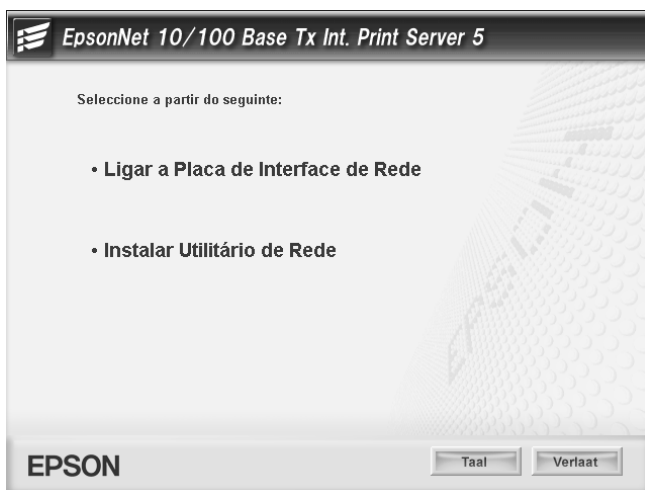 EpsonNet 10/100 Base Tx Int. Print Server 5
Seleccione a partir do seguinte:
• Ligar a Placa de Interface de Rede
• Instalar Utilitário de Rede
EPSON
EPSON
Taal
Verlaat